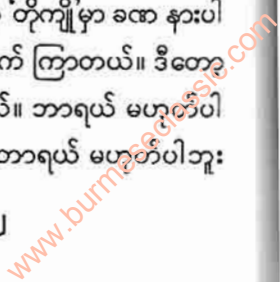 တိုကျိုမှာ ခဏ နားပါ
က် ကြာတယ်။ ဒီတော့
်။ ဘာရယ် မဟုတ်ပါ
ဘာရယ် မဟုတ်ပါဘူး
www.burmeseclassic.com